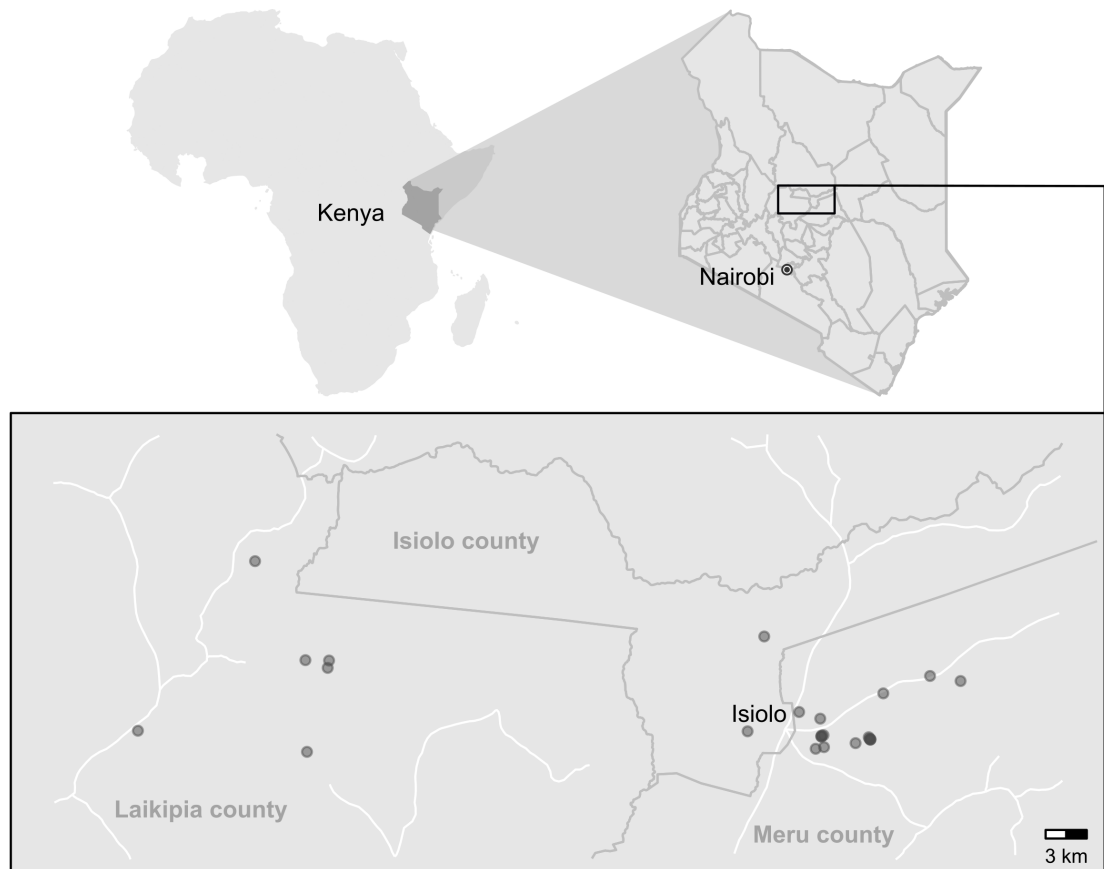 Kenya
Nairobi
Isiolo county
Isiolo
Laikipia county
Meru county
3 km